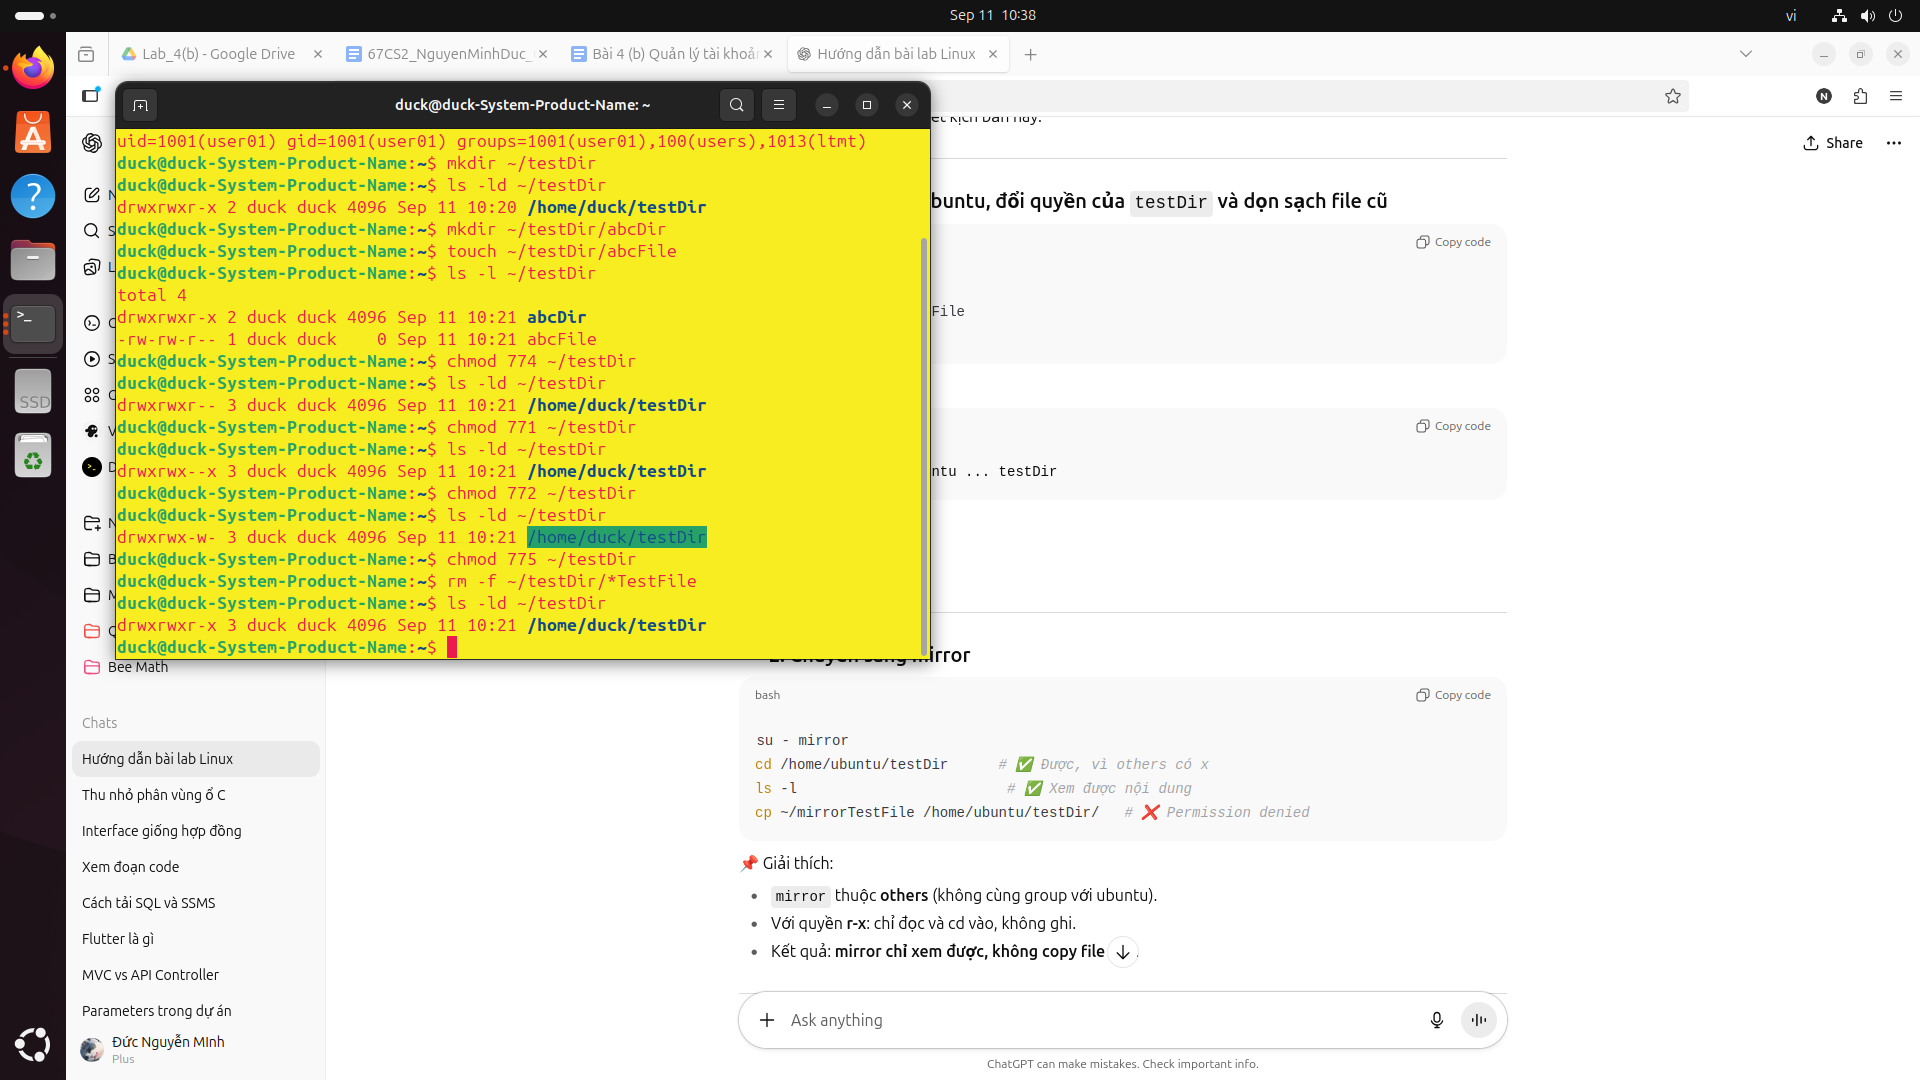 Sep 11 10:38
vi
Lab_4(b) - Google Drive
67CS2_NguyenMinhDuc_
Bài 4 (b) Quản lý tài khoả
Hướng dẫn bài lab Linux
duck@duck-System-Product-Name: ~
uid=1001(user01) gid=1001(user01) groups=1001(user01),100(users),1013(ltmt)
duck@duck-System-Product-Name:~$ mkdir ~/testDir
duck@duck-System-Product-Name:~$ ls -ld ~/testDir
drwxrwxr-x 2 duck duck 4096 Sep 11 10:20 /home/duck/testDir
duck@duck-System-Product-Name:~$ mkdir ~/testDir/abcDir
duck@duck-System-Product-Name:~$ touch ~/testDir/abcFile
duck@duck-System-Product-Name:~$ ls -l ~/testDir
total 4
drwxrwxr-x 2 duck duck 4096 Sep 11 10:21 abcDir
-rw-rw-r-- 1 duck duck    0 Sep 11 10:21 abcFile
duck@duck-System-Product-Name:~$ chmod 774 ~/testDir
duck@duck-System-Product-Name:~$ ls -ld ~/testDir
drwxrwxr-- 3 duck duck 4096 Sep 11 10:21 /home/duck/testDir
duck@duck-System-Product-Name:~$ chmod 771 ~/testDir
duck@duck-System-Product-Name:~$ ls -ld ~/testDir
drwxrwx--x 3 duck duck 4096 Sep 11 10:21 /home/duck/testDir
duck@duck-System-Product-Name:~$ chmod 772 ~/testDir
duck@duck-System-Product-Name:~$ ls -ld ~/testDir
drwxrwx-w- 3 duck duck 4096 Sep 11 10:21 /home/duck/testDir
duck@duck-System-Product-Name:~$ chmod 775 ~/testDir
duck@duck-System-Product-Name:~$ rm -f ~/testDir/*TestFile
duck@duck-System-Product-Name:~$ ls -ld ~/testDir
drwxrwxr-x 3 duck duck 4096 Sep 11 10:21 /home/duck/testDir
duck@duck-System-Product-Name:~$
SSD
N
Share
buntu, đổi quyền của testDir và dọn sạch file cũ
Copy code
File
Copy code
ntu ... testDir
irror
bash
Copy code
su - mirror
cd /home/ubuntu/testDir # ✅ Được, vì others có x
ls -l # ✅ Xem được nội dung
cp ~/mirrorTestFile /home/ubuntu/testDir/ # ❌ Permission denied
📌 Giải thích:
• mirror thuộc others (không cùng group với ubuntu).
• Với quyền r-x: chỉ đọc và cd vào, không ghi.
• Kết quả: mirror chỉ xem được, không copy file
Ask anything
ChatGPT can make mistakes. Check important info.
Bee Math
Chats
Hướng dẫn bài lab Linux
Thu nhỏ phân vùng ổ C
Interface giống hợp đồng
Xem đoạn code
Cách tải SQL và SSMS
Flutter là gì
MVC vs API Controller
Parameters trong dự án
Đức Nguyễn MInh
Plus